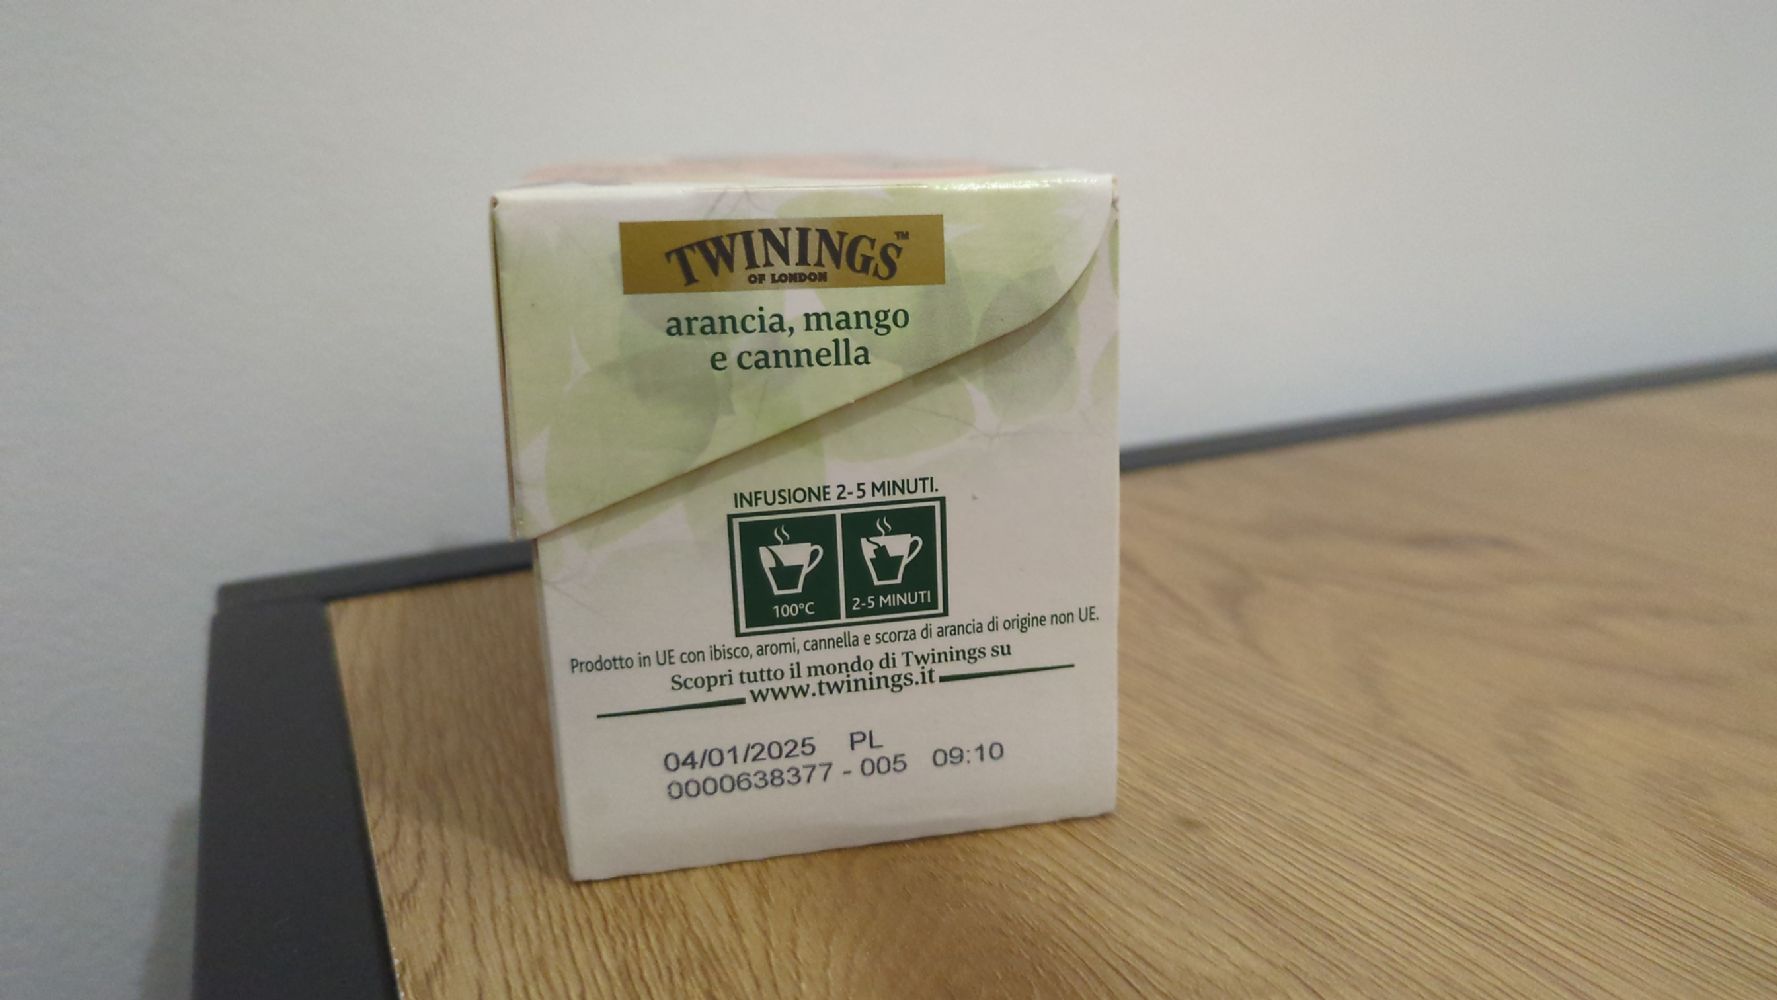 TWININGS™
OF LONDON
arancia, mango
e cannella
INFUSIONE 2-5 MINUTI.
100°C
2-5 MINUTI
Prodotto in UE con ibisco, aromi, cannella e scorza di arancia di origine non UE.
Scopri tutto il mondo di Twinings su
www.twinings.it
04/01/2025 PL
0000638377 - 005 09:10